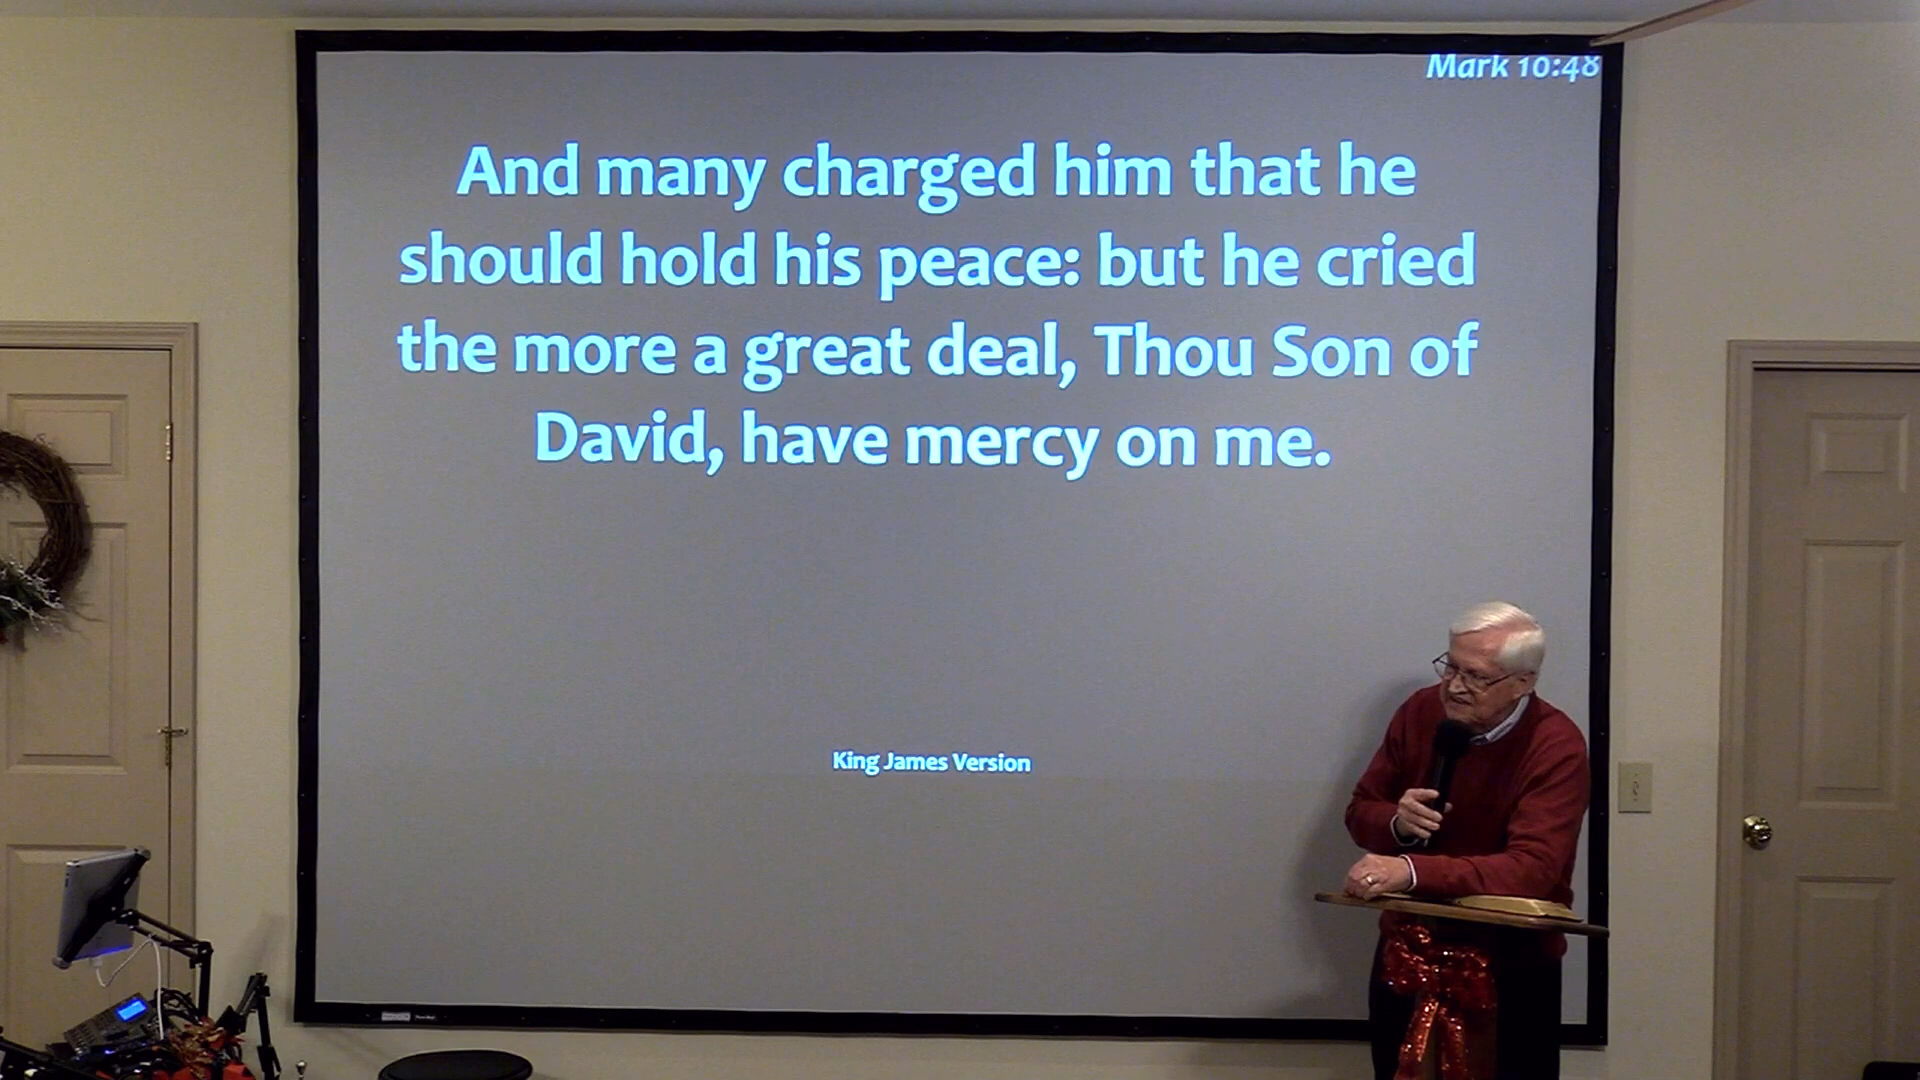 Mark 10:48
And many charged him that he
should hold his peace: but he cried
the more a great deal, Thou Son of
David, have mercy on me.
King James Version